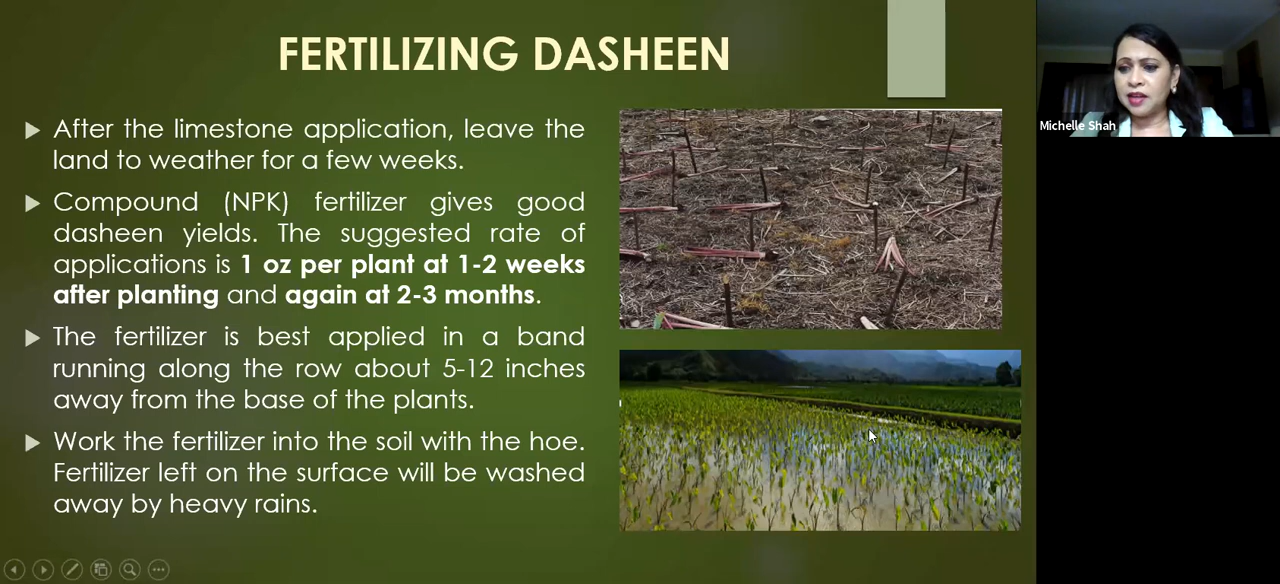 FERTILIZING DASHEEN
After the limestone application, leave the
land to weather for a few weeks.
Compound (NPK) fertilizer gives good
dasheen yields. The suggested rate of
applications is 1 oz per plant at 1-2 weeks
after planting and again at 2-3 months.
The fertilizer is best applied in a band
running along the row about 5-12 inches
away from the base of the plants.
Work the fertilizer into the soil with the hoe.
Fertilizer left on the surface will be washed
away by heavy rains.
Michelle Shah